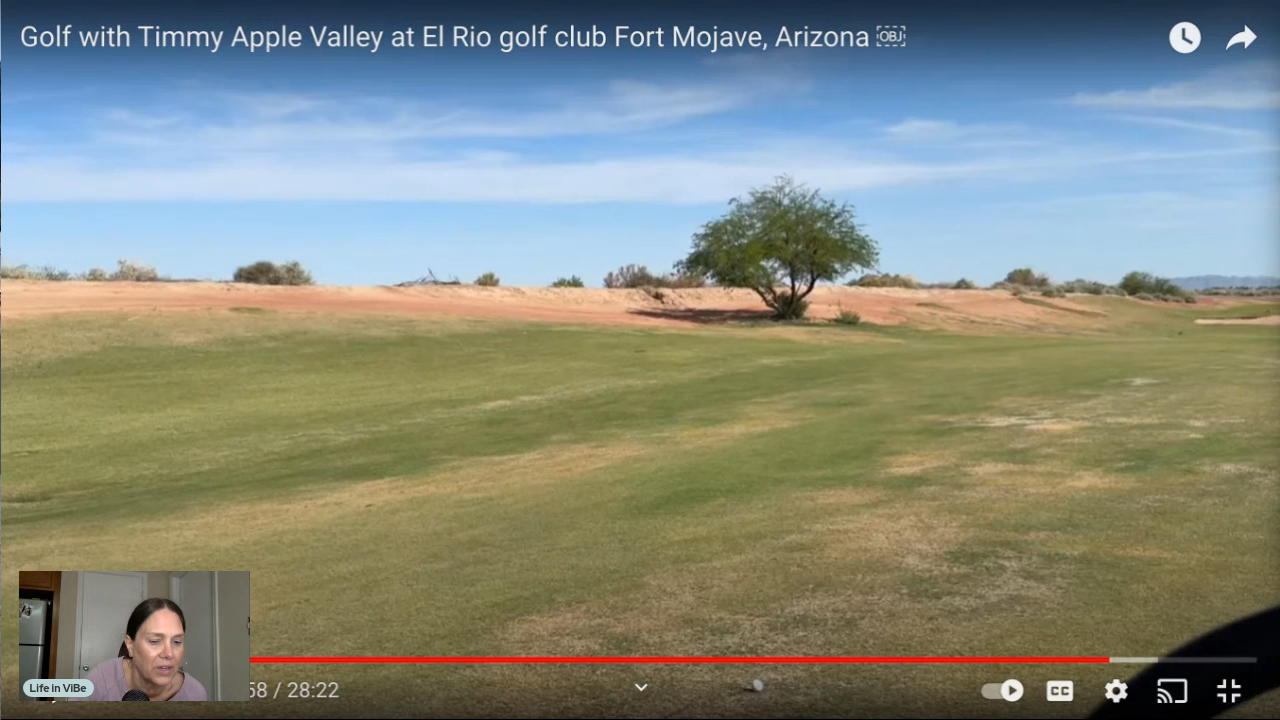 Golf with Timmy Apple Valley at El Rio golf club Fort Mojave, Arizona ￼
CC
Life in ViBe
58 / 28:22